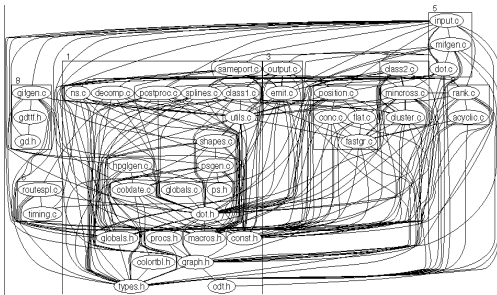 5
input.c
mifgen.c
1
sameport.c output.c 3 class2.c dot.c
8
gifgen.c ns.c decomp.c postproc.c splines.c class1.c emit.c position.c mincross.c rank.c
gdttf.h utils.c conc.c flat.c cluster.c acyclic.c
gd.h shapes.c fastgr.c
hpglgen.c psgen.c
6
routespl.c colxlate.c globals.c ps.h
timing.c dot.h
globals.h procs.h macros.h const.h
colortbl.h graph.h
types.h odt.h